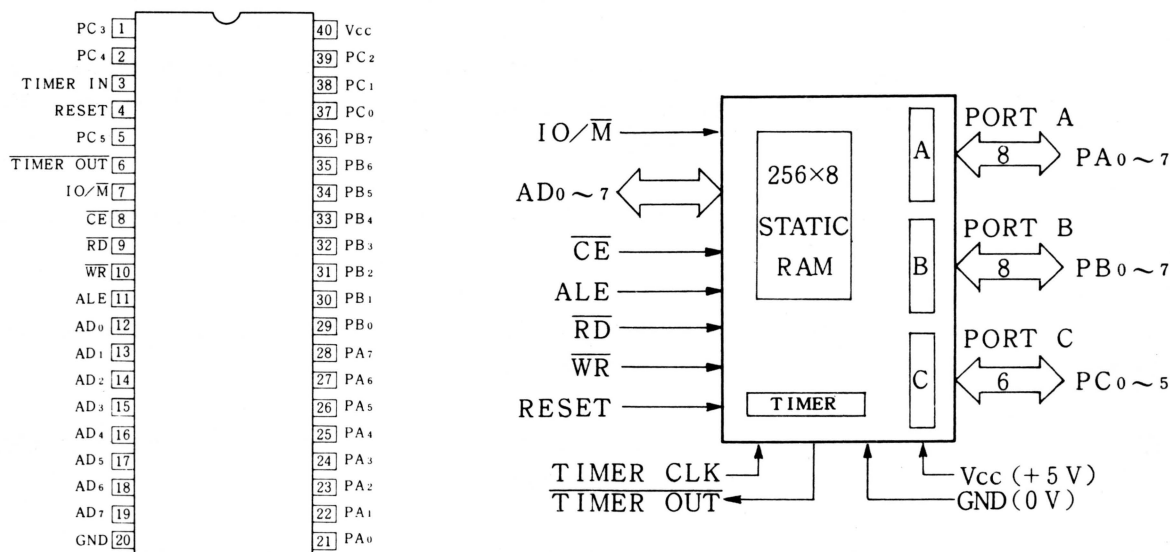 PC3 1
PC4 2
TIMER IN 3
RESET 4
PC5 5
TIMER OUT 6
IO/M 7
CE 8
RD 9
WR 10
ALE 11
AD0 12
AD1 13
AD2 14
AD3 15
AD4 16
AD5 17
AD6 18
AD7 19
GND 20
40 Vcc
39 PC2
38 PC1
37 PC0
36 PB7
35 PB6
34 PB5
33 PB4
32 PB3
31 PB2
30 PB1
29 PB0
28 PA7
27 PA6
26 PA5
25 PA4
24 PA3
23 PA2
22 PA1
21 PA0
IO/M
AD0~7
CE
ALE
RD
WR
RESET
256×8
STATIC
RAM
TIMER
A
B
C
PORT A
8 PA0~7
PORT B
8 PB0~7
PORT C
6 PC0~5
TIMER CLK
TIMER OUT
Vcc (+5V)
GND (0V)